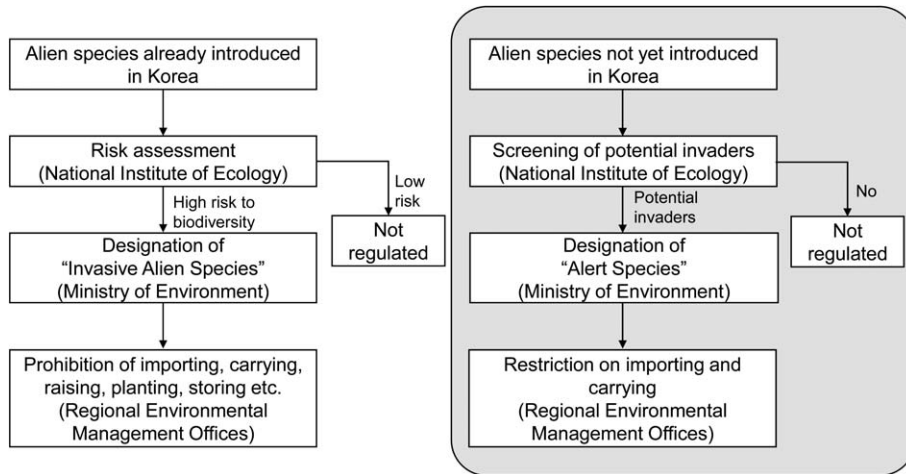 Alien species already introduced
in Korea
Risk assessment
(National Institute of Ecology)
Low
risk
High risk to
biodiversity
Not
regulated
Designation of
“Invasive Alien Species”
(Ministry of Environment)
Prohibition of importing, carrying,
raising, planting, storing etc.
(Regional Environmental
Management Offices)
Alien species not yet introduced
in Korea
Screening of potential invaders
(National Institute of Ecology)
No
Potential
invaders
Not
regulated
Designation of
“Alert Species”
(Ministry of Environment)
Restriction on importing and
carrying
(Regional Environmental
Management Offices)